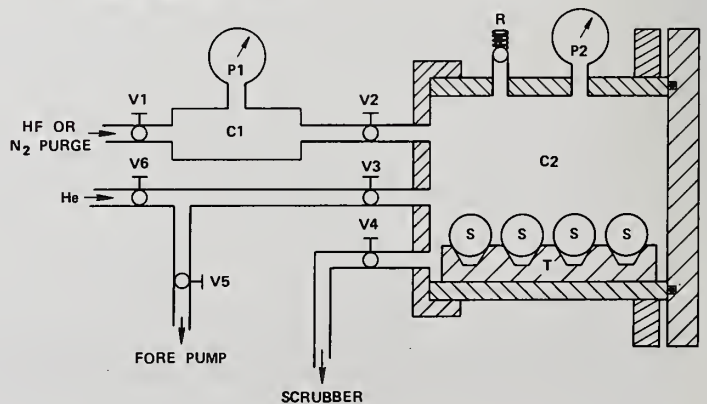 R
P1
P2
V1
V2
C1
HF OR
N₂ PURGE
V6
V3
C2
He
V4
S S S S
T
V5
FORE PUMP
SCRUBBER